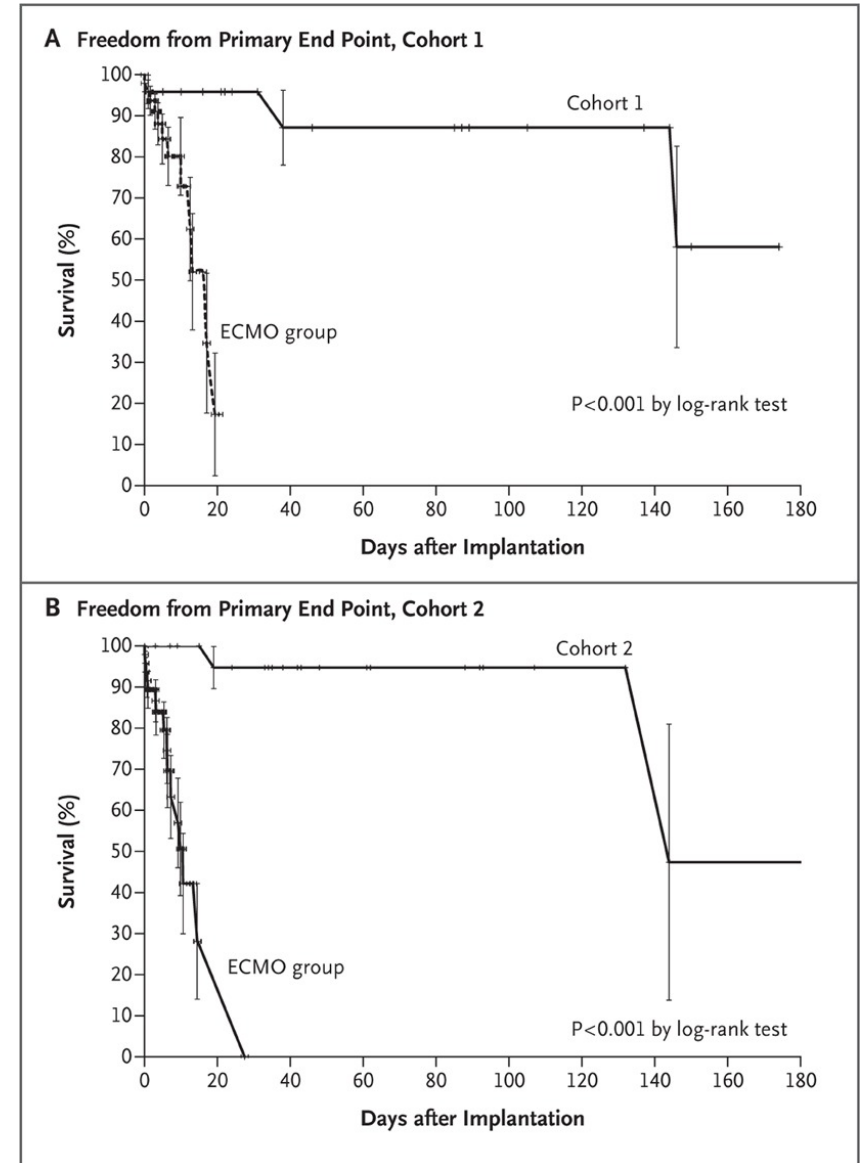 A Freedom from Primary End Point, Cohort 1
100
90
80
70
60
50
40
30
20
10
0
Survival (%)
Cohort 1
ECMO group
P<0.001 by log-rank test
0 20 40 60 80 100 120 140 160 180
Days after Implantation
B Freedom from Primary End Point, Cohort 2
100
90
80
70
60
50
40
30
20
10
0
Survival (%)
Cohort 2
ECMO group
P<0.001 by log-rank test
0 20 40 60 80 100 120 140 160 180
Days after Implantation